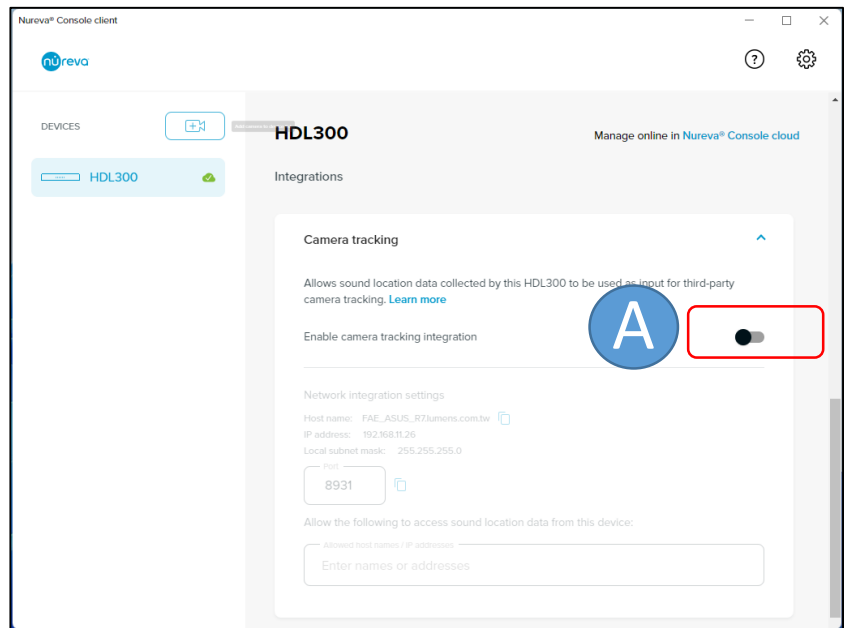 Nureva® Console client
nureva
DEVICES
HDL300
HDL300
Manage online in Nureva® Console cloud
Integrations
Camera tracking
Allows sound location data collected by this HDL300 to be used as input for third-party
camera tracking. Learn more
Enable camera tracking integration
A
Network integration settings
Host name: FAE_ASUS_R7.lumens.com.tw
IP address: 192.168.11.26
Local subnet mask: 255.255.255.0
Port
8931
Allow the following to access sound location data from this device:
Allowed host names / IP addresses
Enter names or addresses